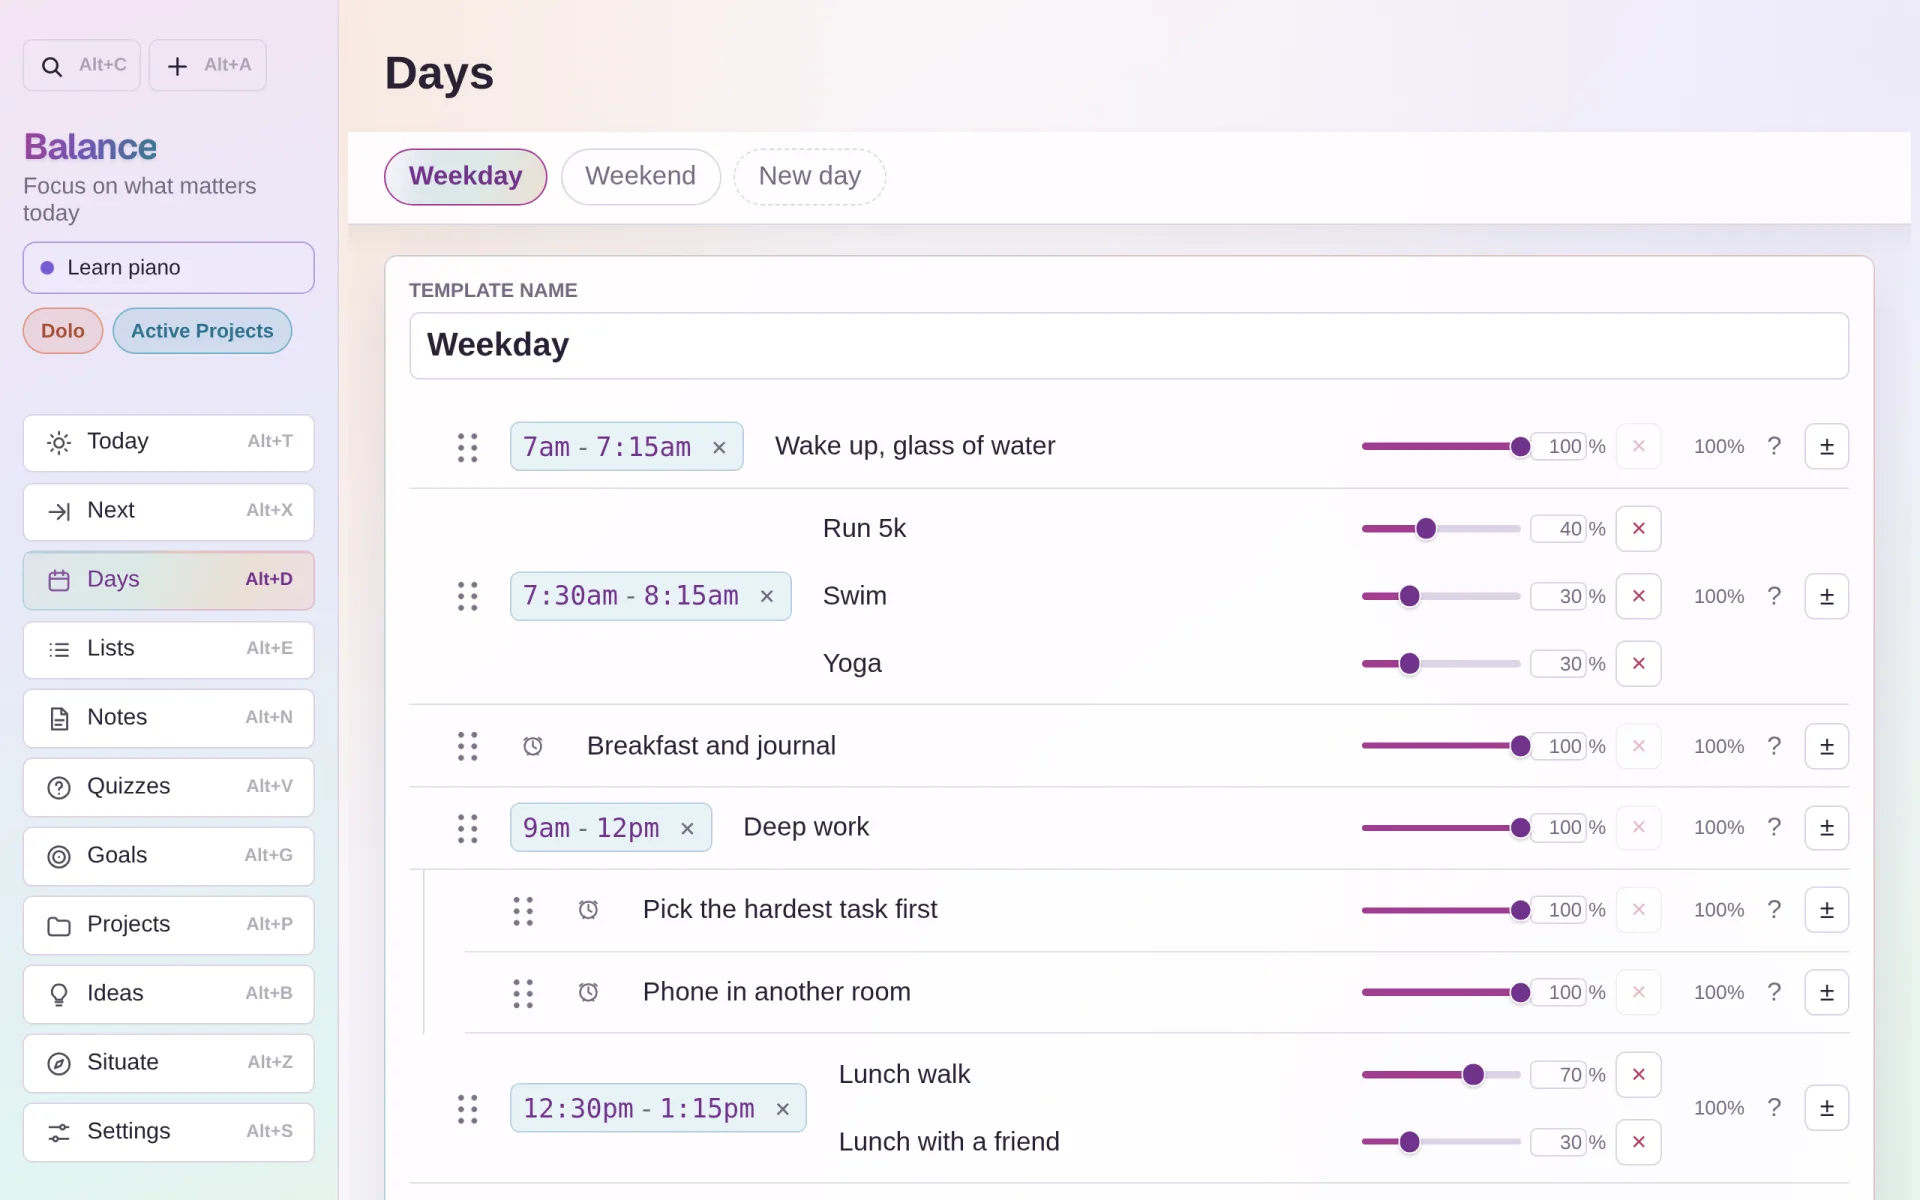 Alt+C
Alt+A
Balance
Focus on what matters
today
Learn piano
Dolo
Active Projects
Today Alt+T
Next Alt+X
Days Alt+D
Lists Alt+E
Notes Alt+N
Quizzes Alt+V
Goals Alt+G
Projects Alt+P
Ideas Alt+B
Situate Alt+Z
Settings Alt+S
Days
Weekday Weekend New day
TEMPLATE NAME
Weekday
7am - 7:15am × Wake up, glass of water 100 % × 100% ? ±
Run 5k 40 % ×
7:30am - 8:15am × Swim 30 % × 100% ? ±
Yoga 30 % ×
Breakfast and journal 100 % × 100% ? ±
9am - 12pm × Deep work 100 % × 100% ? ±
Pick the hardest task first 100 % × 100% ? ±
Phone in another room 100 % × 100% ? ±
Lunch walk 70 % ×
12:30pm - 1:15pm × 100% ? ±
Lunch with a friend 30 % ×